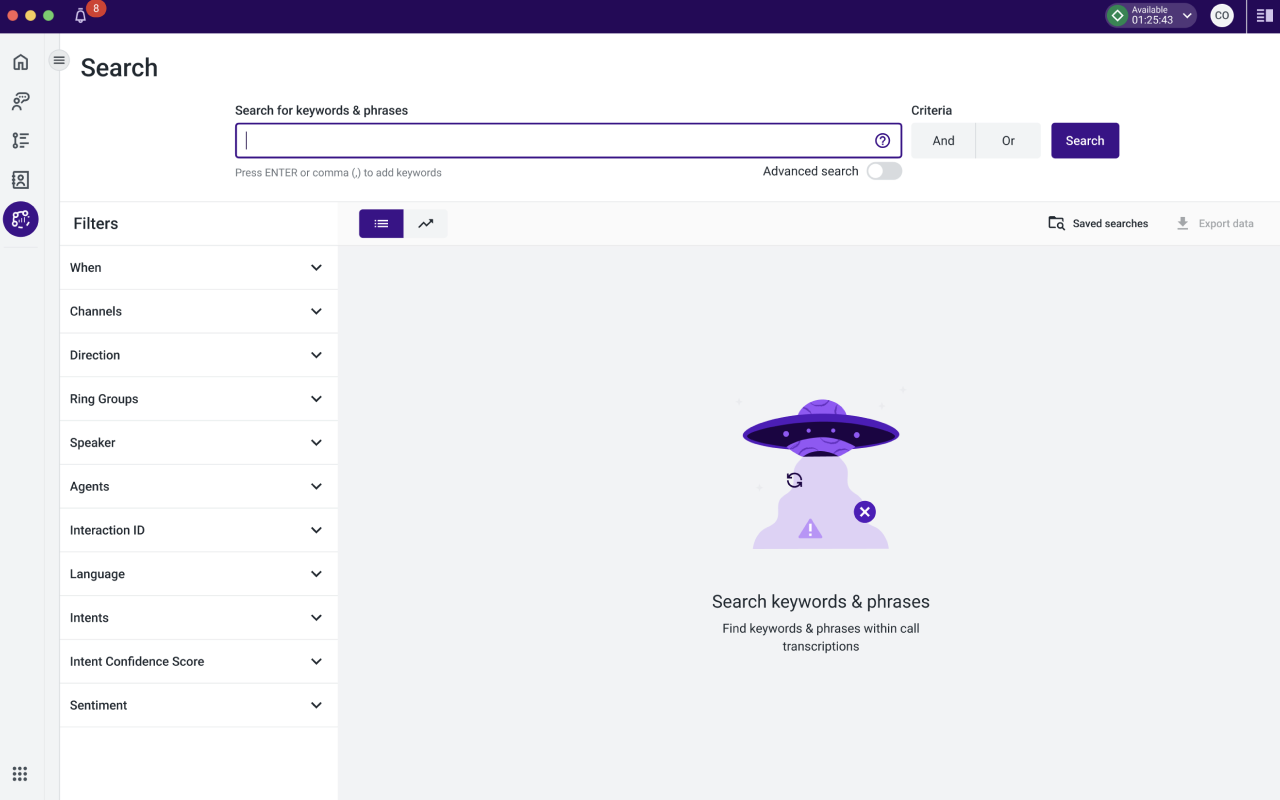 8
Available
01:25:43
CO
Search
Search for keywords & phrases
Criteria
And
Or
Search
Press ENTER or comma (,) to add keywords
Advanced search
Filters
Saved searches
Export data
When
Channels
Direction
Ring Groups
Speaker
Agents
Interaction ID
Language
Intents
Intent Confidence Score
Sentiment
Search keywords & phrases
Find keywords & phrases within call
transcriptions